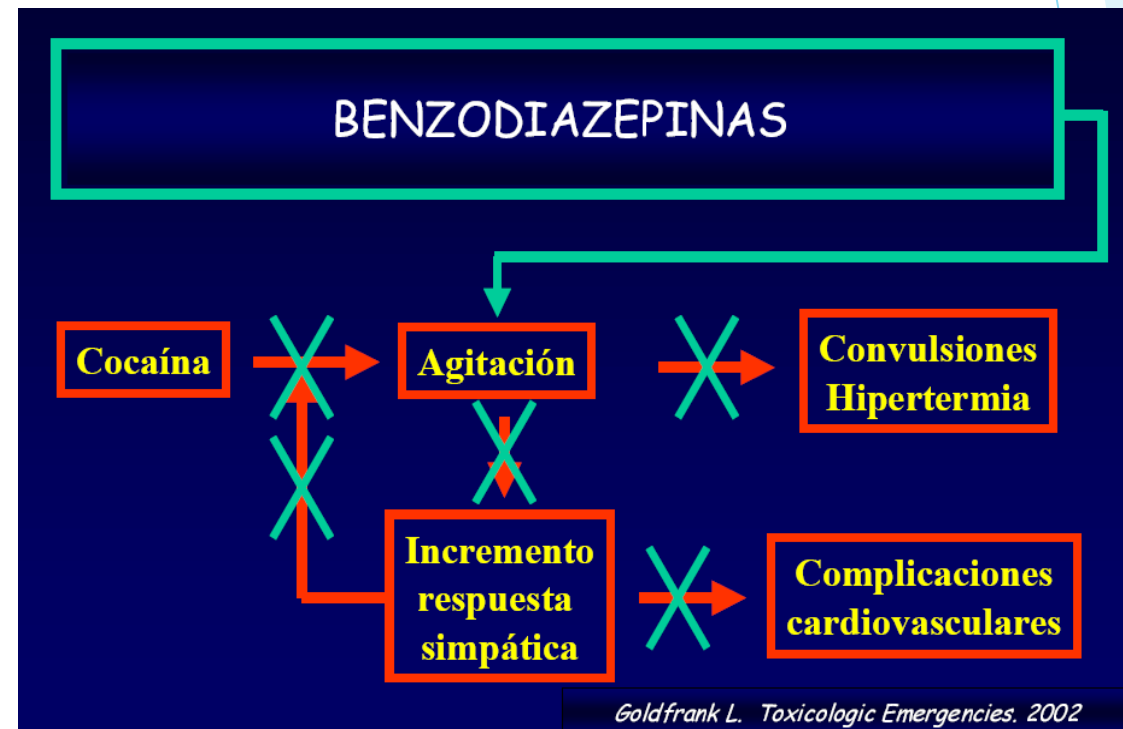 BENZODIAZEPINAS
Cocaína
Agitación
Convulsiones
Hipertermia
Incremento
respuesta
simpática
Complicaciones
cardiovasculares
Goldfrank L. Toxicologic Emergencies. 2002